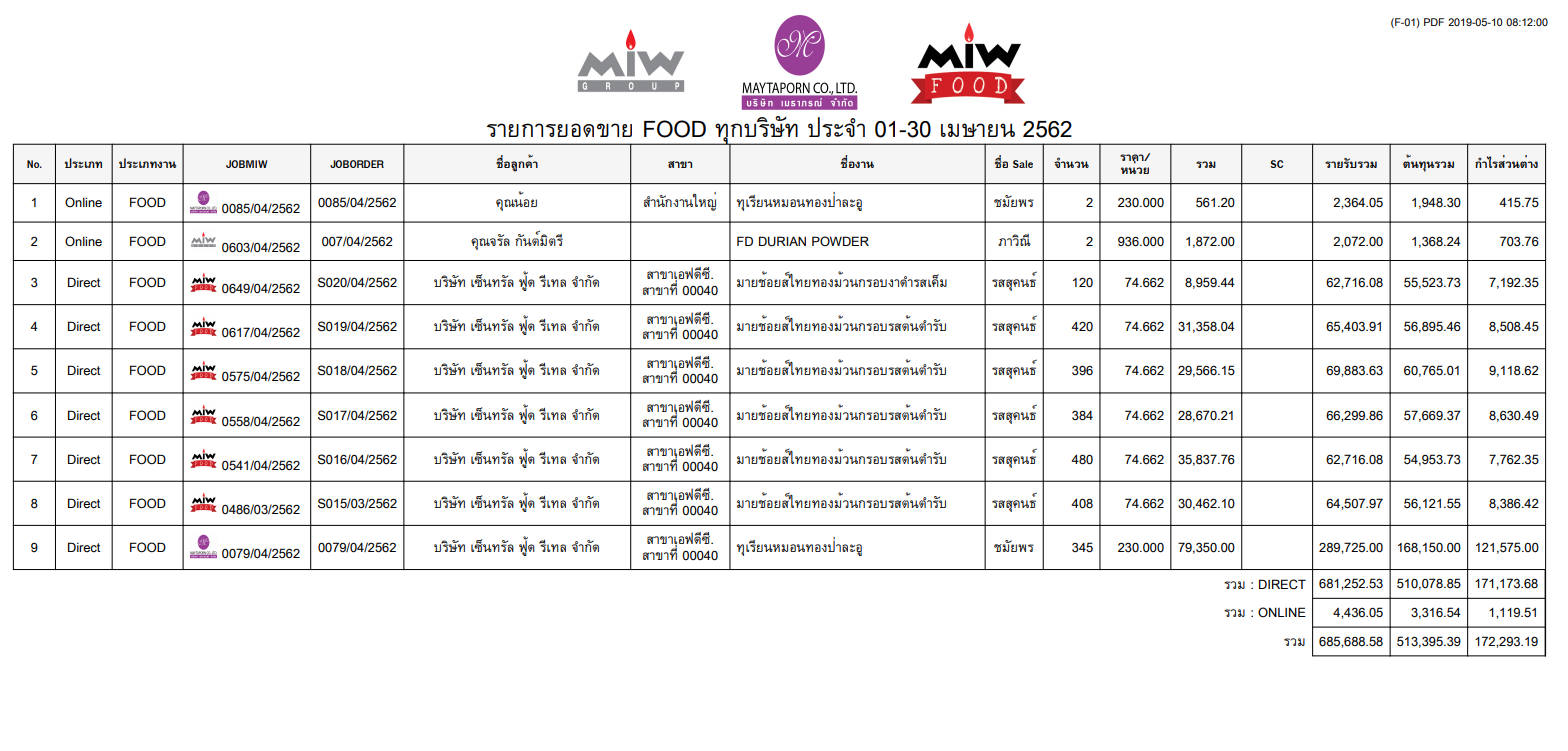 (F-01) PDF 2019-05-10 08:12:00
MIW
GROUP
M
MAYTAPORN CO.,LTD.
บริษัท เมธาภรณ์ จำกัด
MIW
FOOD
รายการยอดขาย FOOD ทุกบริษัท ประจำ 01-30 เมษายน 2562
No. ประเภท ประเภทงาน JOBMIW JOBORDER ชื่อลูกค้า สาขา ชื่องาน ชื่อ Sale จำนวน ราคา/หน่วย รวม SC รายรับรวม ต้นทุนรวม กำไรส่วนต่าง
1 Online FOOD 0085/04/2562 0085/04/2562 คุณน้อย สำนักงานใหญ่ ทุเรียนหมอนทองป่าละอู ชมัยพร 2 230.000 561.20 2,364.05 1,948.30 415.75
2 Online FOOD MIW 0603/04/2562 007/04/2562 คุณจรัล กันต์มิตรี FD DURIAN POWDER ภาวิณี 2 936.000 1,872.00 2,072.00 1,368.24 703.76
3 Direct FOOD MIW FOOD 0649/04/2562 S020/04/2562 บริษัท เซ็นทรัล ฟู้ด รีเทล จำกัด สาขาเอฟดีซี. สาขาที่ 00040 มายช้อยส์ไทยทองม้วนกรอบงาดำรสเค็ม รสสุคนธ์ 120 74.662 8,959.44 62,716.08 55,523.73 7,192.35
4 Direct FOOD MIW FOOD 0617/04/2562 S019/04/2562 บริษัท เซ็นทรัล ฟู้ด รีเทล จำกัด สาขาเอฟดีซี. สาขาที่ 00040 มายช้อยส์ไทยทองม้วนกรอบรสต้นตำรับ รสสุคนธ์ 420 74.662 31,358.04 65,403.91 56,895.46 8,508.45
5 Direct FOOD MIW FOOD 0575/04/2562 S018/04/2562 บริษัท เซ็นทรัล ฟู้ด รีเทล จำกัด สาขาเอฟดีซี. สาขาที่ 00040 มายช้อยส์ไทยทองม้วนกรอบรสต้นตำรับ รสสุคนธ์ 396 74.662 29,566.15 69,883.63 60,765.01 9,118.62
6 Direct FOOD MIW FOOD 0558/04/2562 S017/04/2562 บริษัท เซ็นทรัล ฟู้ด รีเทล จำกัด สาขาเอฟดีซี. สาขาที่ 00040 มายช้อยส์ไทยทองม้วนกรอบรสต้นตำรับ รสสุคนธ์ 384 74.662 28,670.21 66,299.86 57,669.37 8,630.49
7 Direct FOOD MIW FOOD 0541/04/2562 S016/04/2562 บริษัท เซ็นทรัล ฟู้ด รีเทล จำกัด สาขาเอฟดีซี. สาขาที่ 00040 มายช้อยส์ไทยทองม้วนกรอบรสต้นตำรับ รสสุคนธ์ 480 74.662 35,837.76 62,716.08 54,953.73 7,762.35
8 Direct FOOD MIW FOOD 0486/03/2562 S015/03/2562 บริษัท เซ็นทรัล ฟู้ด รีเทล จำกัด สาขาเอฟดีซี. สาขาที่ 00040 มายช้อยส์ไทยทองม้วนกรอบรสต้นตำรับ รสสุคนธ์ 408 74.662 30,462.10 64,507.97 56,121.55 8,386.42
9 Direct FOOD 0079/04/2562 0079/04/2562 บริษัท เซ็นทรัล ฟู้ด รีเทล จำกัด สาขาเอฟดีซี. สาขาที่ 00040 ทุเรียนหมอนทองป่าละอู ชมัยพร 345 230.000 79,350.00 289,725.00 168,150.00 121,575.00
รวม : DIRECT 681,252.53 510,078.85 171,173.68
รวม : ONLINE 4,436.05 3,316.54 1,119.51
รวม 685,688.58 513,395.39 172,293.19